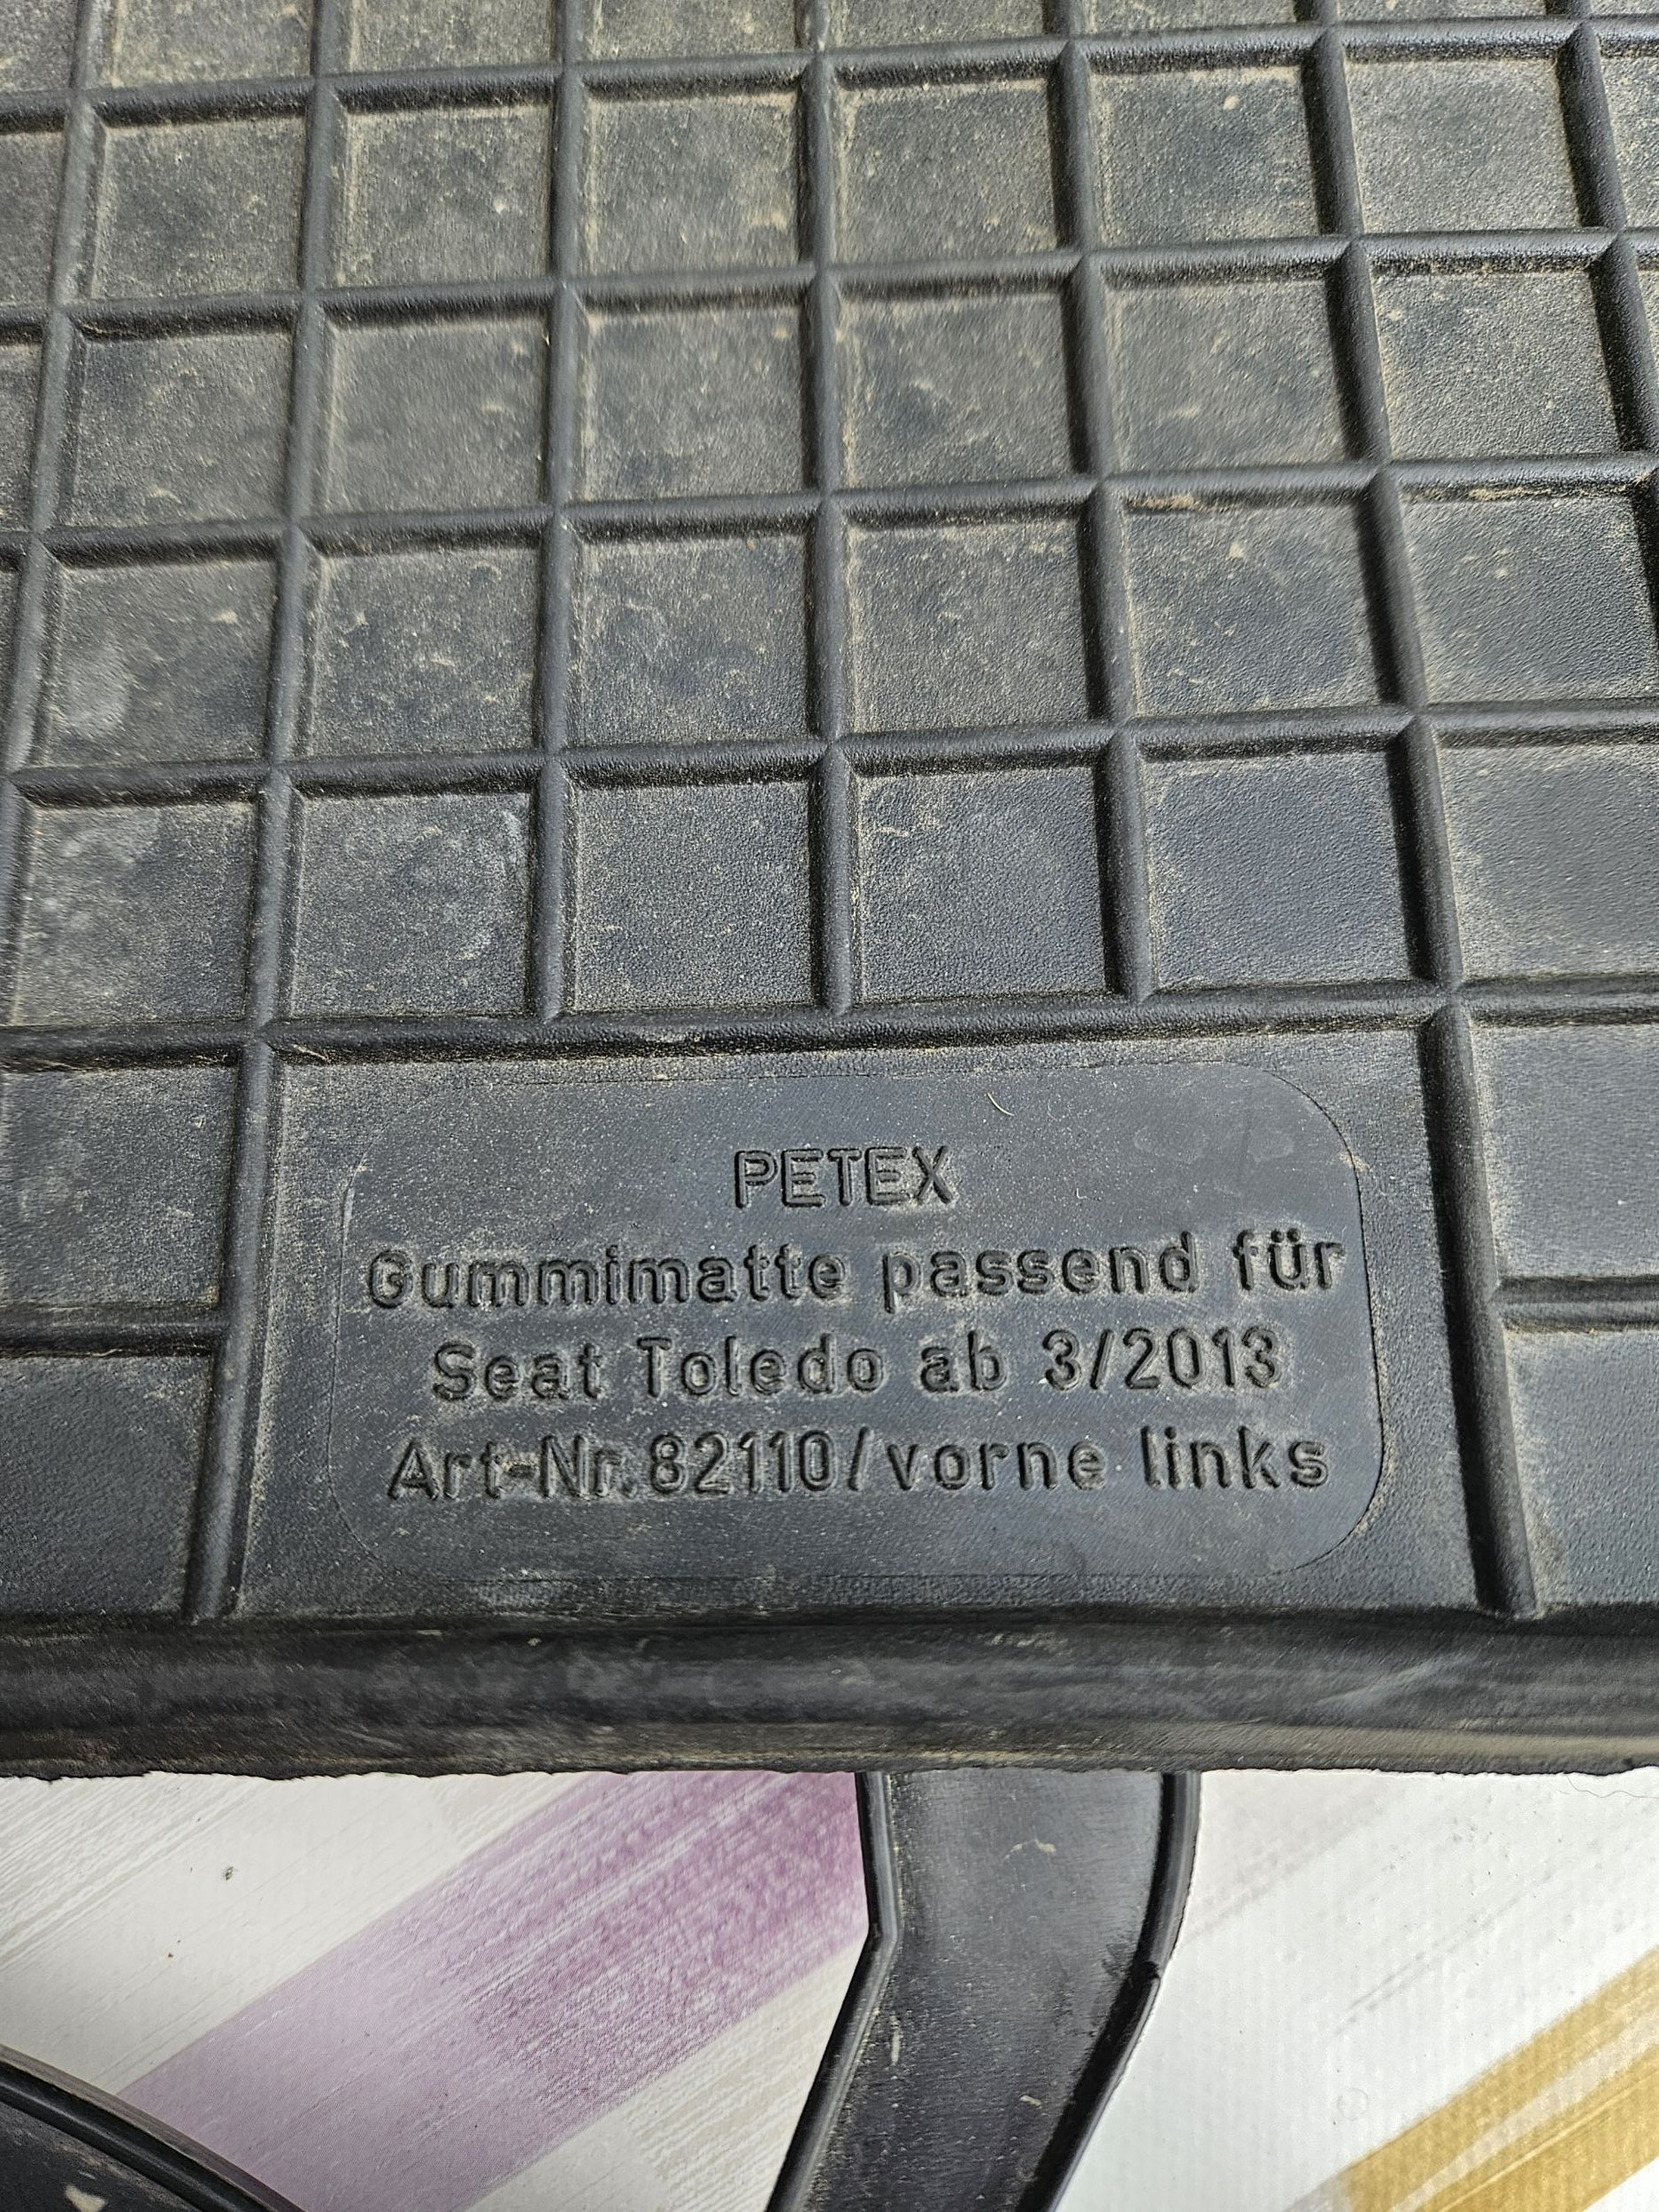 PETEX
Gummimatte passend für
Seat Toledo ab 3/2013
Art-Nr. 82110/vorne links